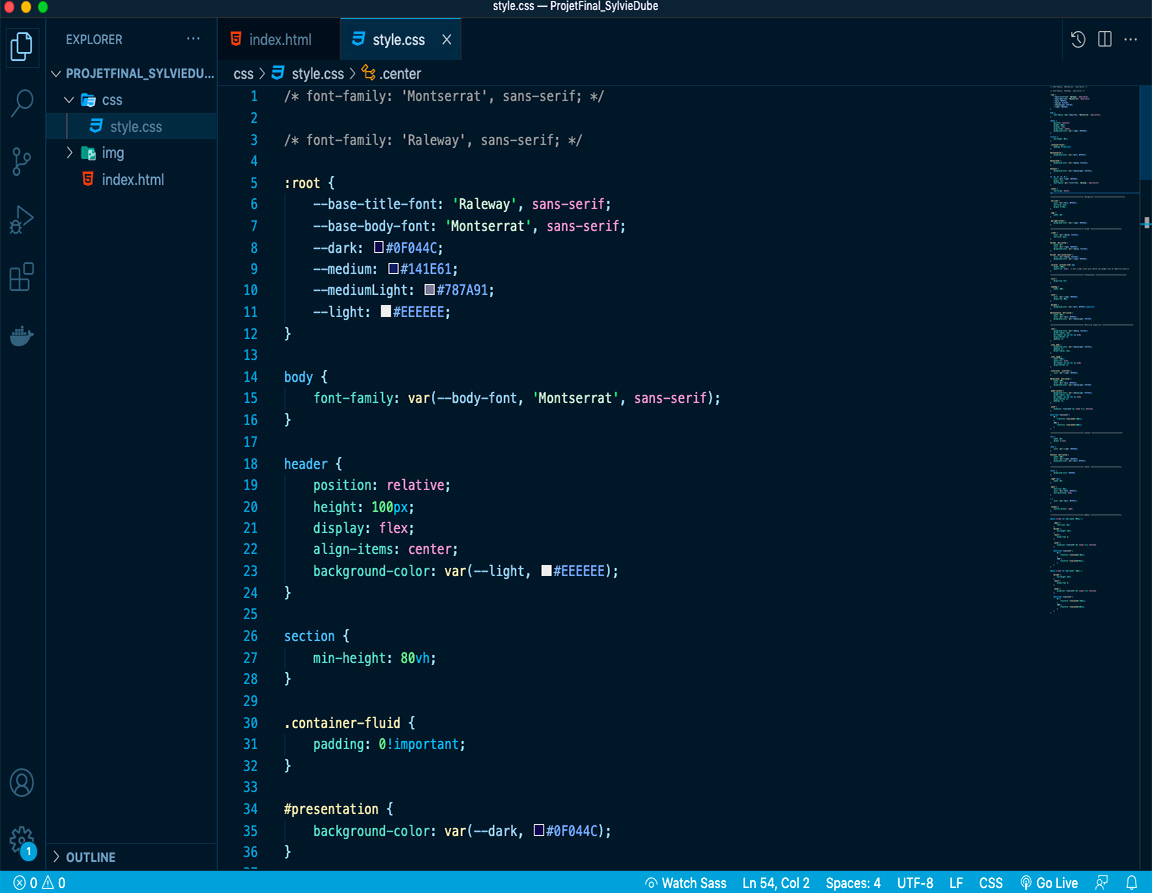 style.css — ProjetFinal_SylvieDube
EXPLORER
PROJETFINAL_SYLVIEDU...
css
style.css
img
index.html
OUTLINE
index.html
style.css
css > style.css > .center
1 /* font-family: 'Montserrat', sans-serif; */
2
3 /* font-family: 'Raleway', sans-serif; */
4
5 :root {
6 --base-title-font: 'Raleway', sans-serif;
7 --base-body-font: 'Montserrat', sans-serif;
8 --dark: #0F044C;
9 --medium: #141E61;
10 --mediumLight: #787A91;
11 --light: #EEEEEE;
12 }
13
14 body {
15 font-family: var(--body-font, 'Montserrat', sans-serif);
16 }
17
18 header {
19 position: relative;
20 height: 100px;
21 display: flex;
22 align-items: center;
23 background-color: var(--light, #EEEEEE);
24 }
25
26 section {
27 min-height: 80vh;
28 }
29
30 .container-fluid {
31 padding: 0!important;
32 }
33
34 #presentation {
35 background-color: var(--dark, #0F044C);
36 }
1
0 0
Watch Sass
Ln 54, Col 2
Spaces: 4
UTF-8
LF
CSS
Go Live